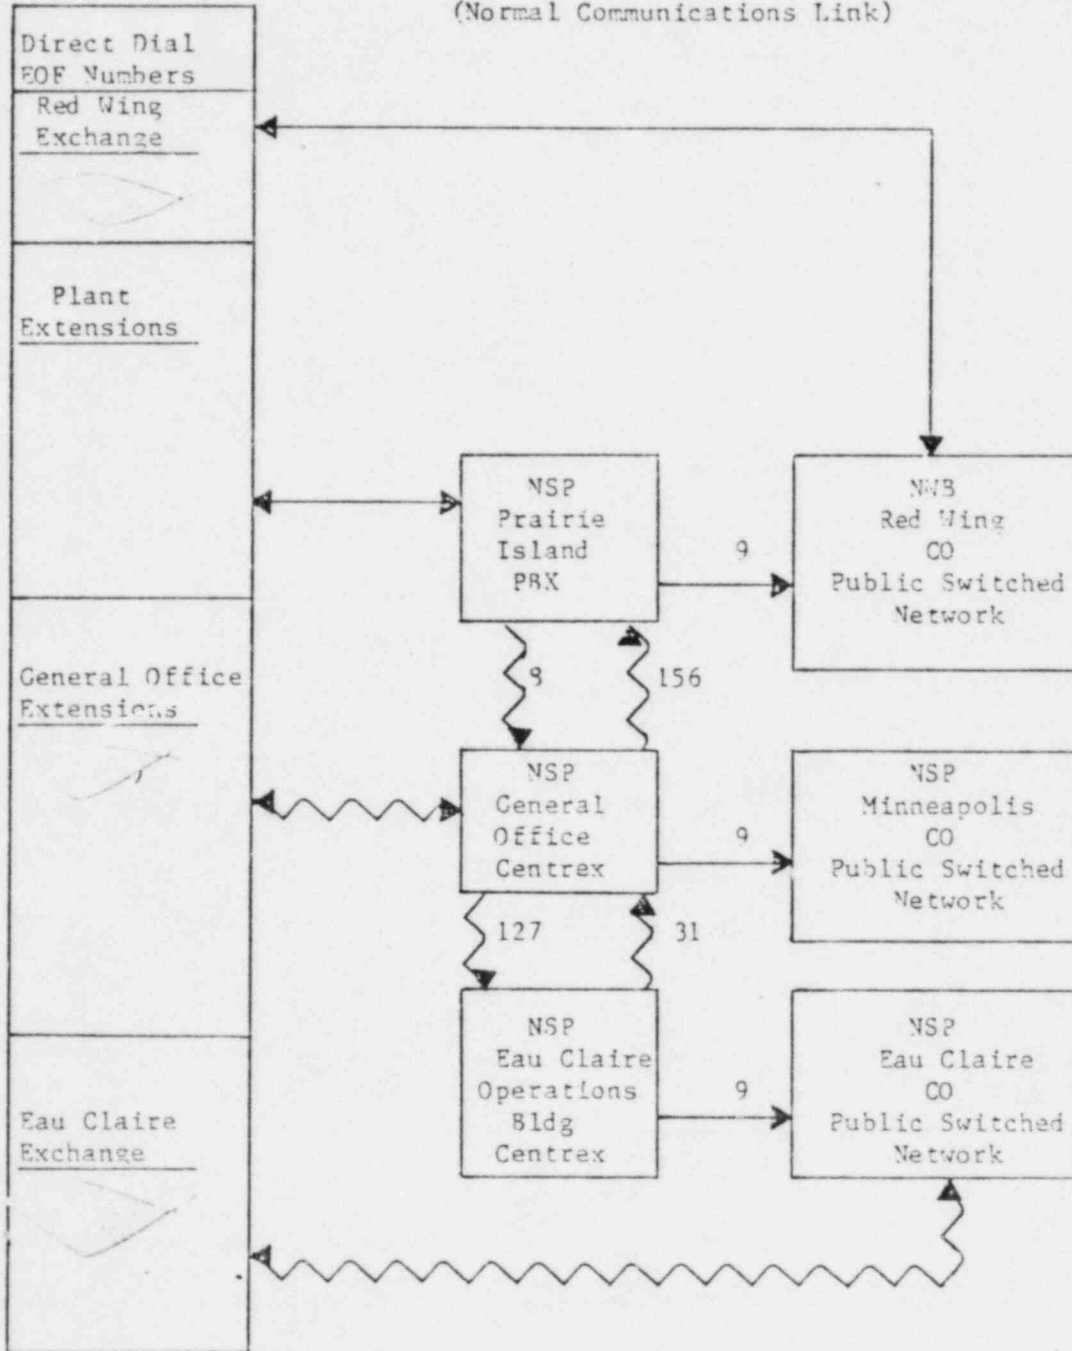 (Normal Communications Link)
Direct Dial
EOF Numbers
Red Wing
Exchange
Plant
Extensions
General Office
Extensions
Eau Claire
Exchange
NSP
Prairie
Island
PBX
9
NWB
Red Wing
CO
Public Switched
Network
8
156
NSP
General
Office
Centrex
9
NSP
Minneapolis
CO
Public Switched
Network
127
31
NSP
Eau Claire
Operations
Bldg
Centrex
9
NSP
Eau Claire
CO
Public Switched
Network